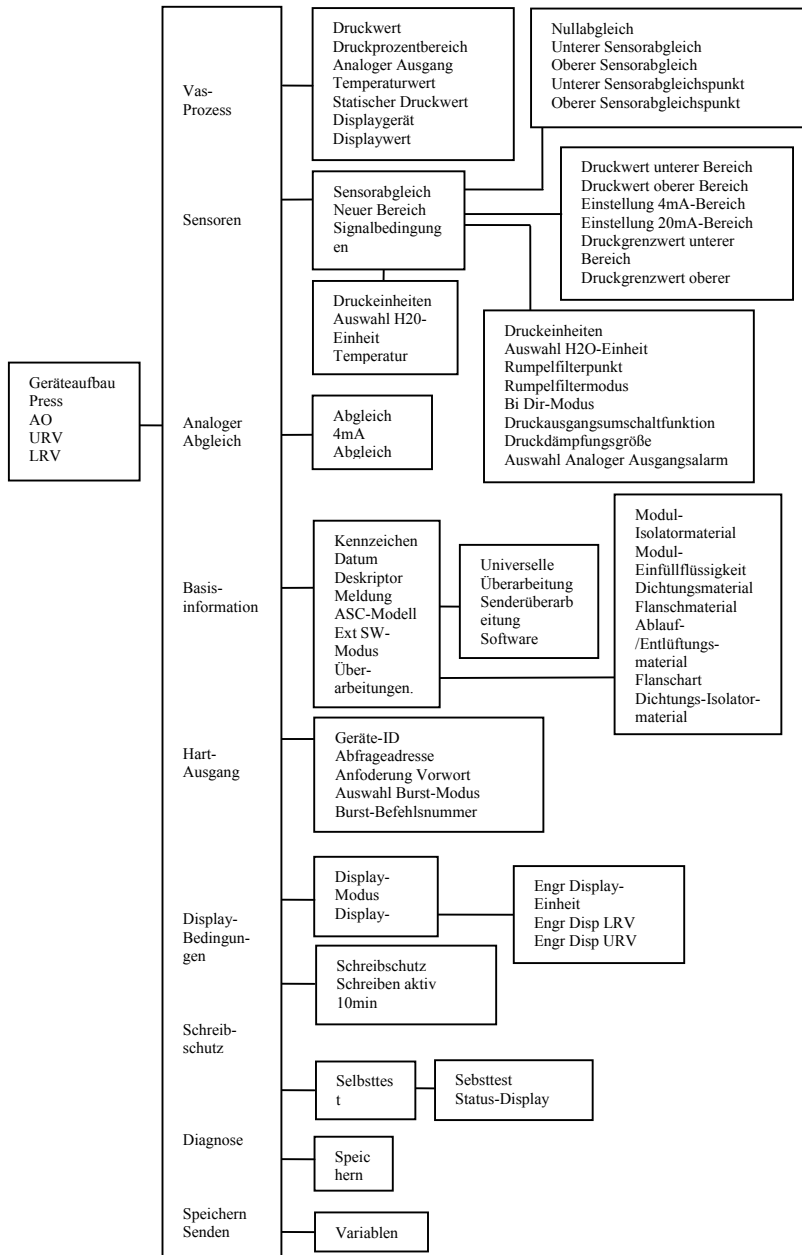 Geräteaufbau
Press
AO
URV
LRV
Vas-
Prozess
Druckwert
Druckprozentbereich
Analoger Ausgang
Temperaturwert
Statischer Druckwert
Displaygerät
Displaywert
Nullabgleich
Unterer Sensorabgleich
Oberer Sensorabgleich
Unterer Sensorabgleichspunkt
Oberer Sensorabgleichspunkt
Sensoren
Sensorabgleich
Neuer Bereich
Signalbedingung
en
Druckwert unterer Bereich
Druckwert oberer Bereich
Einstellung 4mA-Bereich
Einstellung 20mA-Bereich
Druckgrenzwert unterer
Bereich
Druckgrenzwert oberer
Druckeinheiten
Auswahl H20-
Einheit
Temperatur
Druckeinheiten
Auswahl H2O-Einheit
Rumpelfilterpunkt
Rumpelfiltermodus
Bi Dir-Modus
Druckausgangsumschaltfunktion
Druckdämpfungsgröße
Auswahl Analoger Ausgangsalarm
Analoger
Abgleich
Abgleich
4mA
Abgleich
Basis-
information
Kennzeichen
Datum
Deskriptor
Meldung
ASC-Modell
Ext SW-
Modus
Über-
arbeitungen.
Universelle
Überarbeitung
Senderüberarb
eitung
Software
Modul-
Isolatormaterial
Modul-
Einfüllflüssigkeit
Dichtungsmaterial
Flanschmaterial
Ablauf-
/Entlüftungs-
material
Flanschart
Dichtungs-Isolator-
material
Hart-
Ausgang
Geräte-ID
Abfrageadresse
Anfoderung Vorwort
Auswahl Burst-Modus
Burst-Befehlsnummer
Display-
Bedingun-
gen
Display-
Modus
Display-
Engr Display-
Einheit
Engr Disp LRV
Engr Disp URV
Schreib-
schutz
Schreibschutz
Schreiben aktiv
10min
Diagnose
Selbsttes
t
Sebsttest
Status-Display
Speichern
Senden
Speic
hern
Variablen